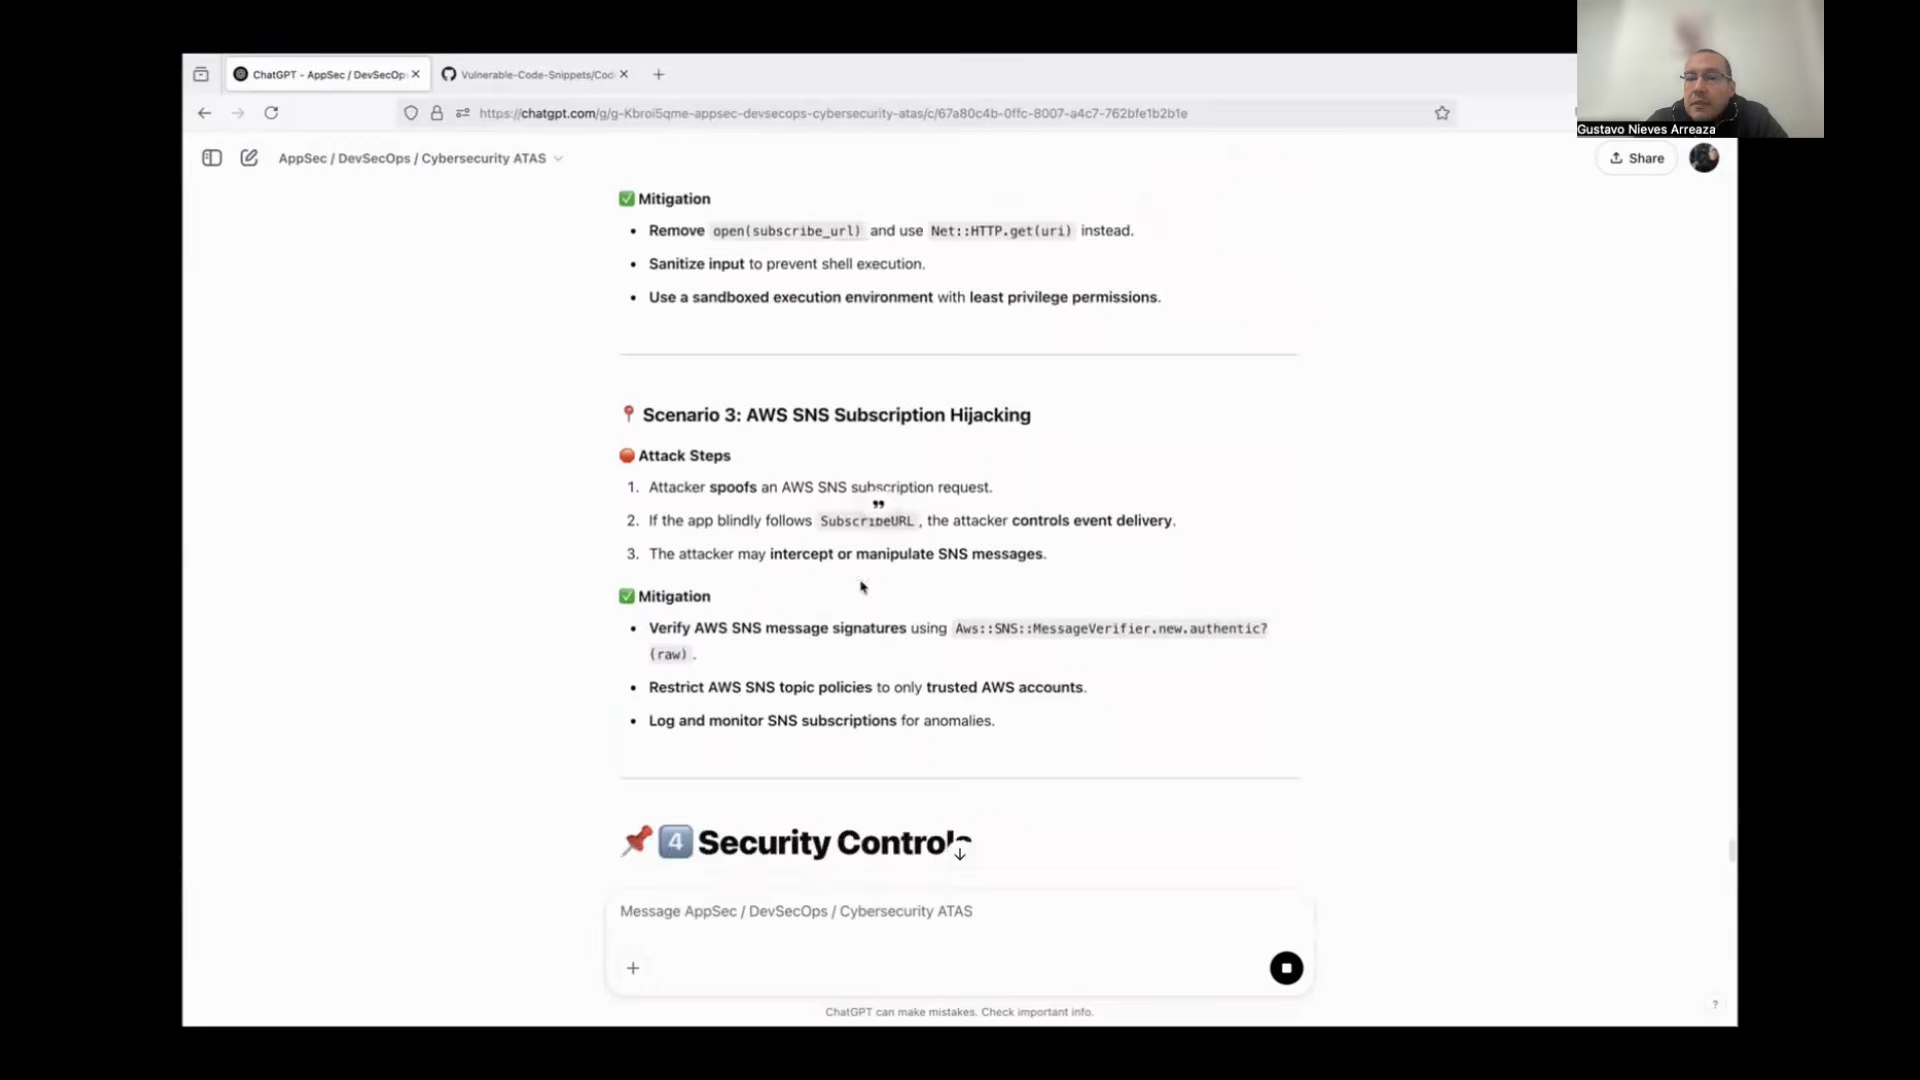 ChatGPT - AppSec / DevSecOp
Vulnerable-Code-Snippets/Cod
https://chatgpt.com/g/g-Kbroi5qme-appsec-devsecops-cybersecurity-atas/c/67a80c4b-0ffc-8007-a4c7-762bfe1b2b1e
Gustavo Nieves Arreaza
AppSec / DevSecOps / Cybersecurity ATAS
Share
✅ Mitigation
• Remove open(subscribe_url) and use Net::HTTP.get(uri) instead.
• Sanitize input to prevent shell execution.
• Use a sandboxed execution environment with least privilege permissions.
📍 Scenario 3: AWS SNS Subscription Hijacking
🔴 Attack Steps
1. Attacker spoofs an AWS SNS subscription request.
2. If the app blindly follows SubscribeURL, the attacker controls event delivery.
3. The attacker may intercept or manipulate SNS messages.
✅ Mitigation
• Verify AWS SNS message signatures using Aws::SNS::MessageVerifier.new.authentic?
(raw).
• Restrict AWS SNS topic policies to only trusted AWS accounts.
• Log and monitor SNS subscriptions for anomalies.
📌 4️⃣ Security Controls
Message AppSec / DevSecOps / Cybersecurity ATAS
ChatGPT can make mistakes. Check important info.
?